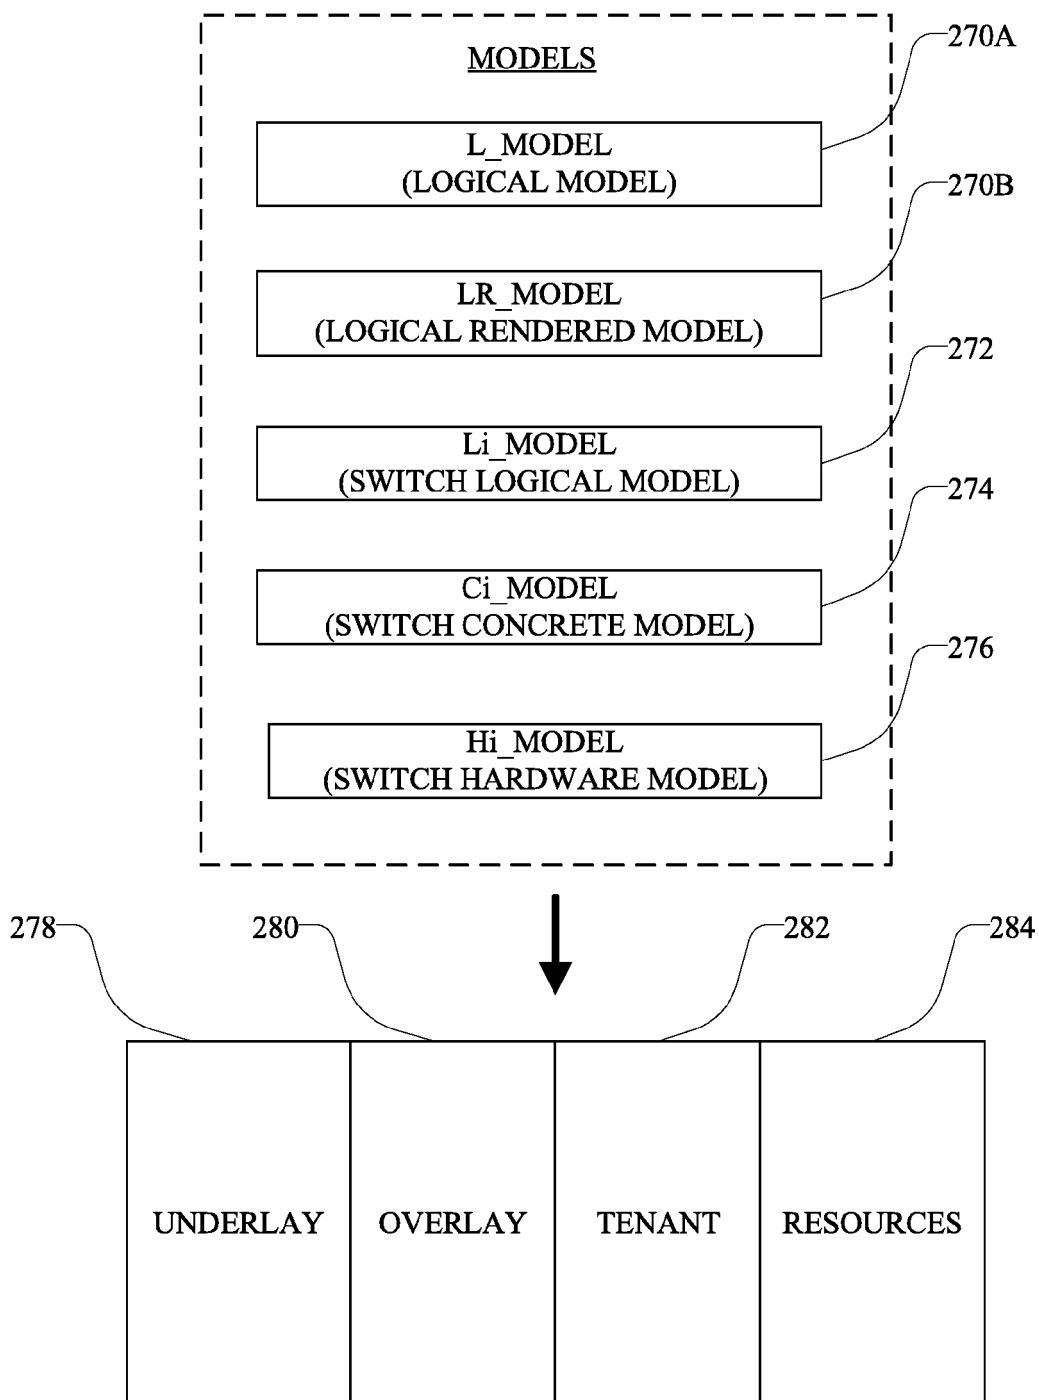 MODELS
270A
L_MODEL
(LOGICAL MODEL)
270B
LR_MODEL
(LOGICAL RENDERED MODEL)
272
Li_MODEL
(SWITCH LOGICAL MODEL)
274
Ci_MODEL
(SWITCH CONCRETE MODEL)
276
Hi_MODEL
(SWITCH HARDWARE MODEL)
278 280 282 284
UNDERLAY OVERLAY TENANT RESOURCES